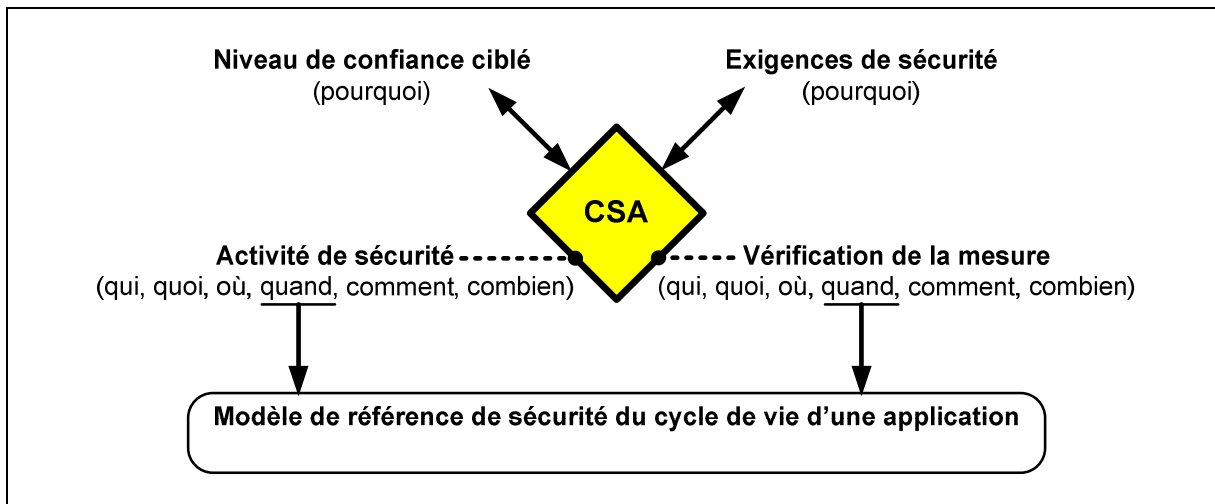 Niveau de confiance ciblé
(pourquoi)
Exigences de sécurité
(pourquoi)
CSA
Activité de sécurité
(qui, quoi, où, quand, comment, combien)
Vérification de la mesure
(qui, quoi, où, quand, comment, combien)
Modèle de référence de sécurité du cycle de vie d’une application